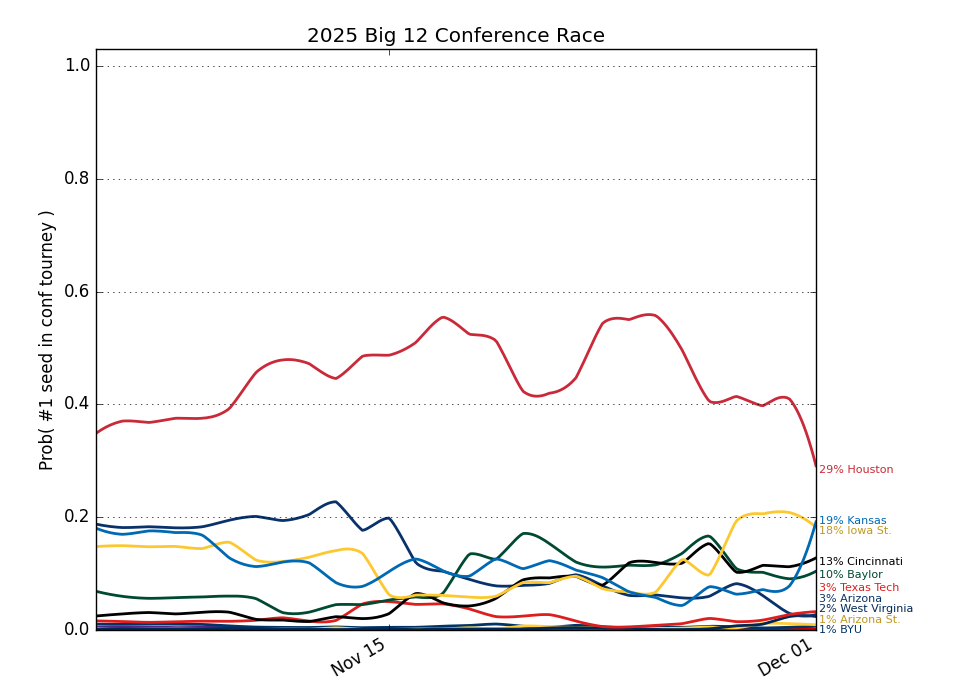 2025 Big 12 Conference Race
Prob( #1 seed in conf tourney )
1.0
0.8
0.6
0.4
0.2
0.0
Nov 15
Dec 01
29% Houston
19% Kansas
18% Iowa St.
13% Cincinnati
10% Baylor
3% Texas Tech
3% Arizona
2% West Virginia
1% Arizona St.
1% BYU